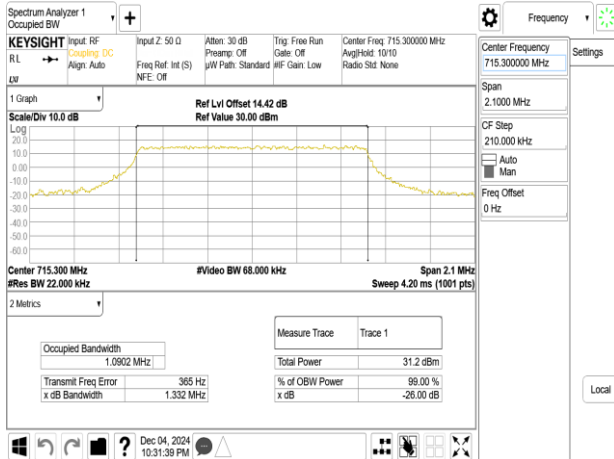 Spectrum Analyzer 1
Occupied BW
Frequency
KEYSIGHT
RL
LXI
Input: RF
Coupling: DC
Align: Auto
Input Z: 50 Ω
Freq Ref: Int (S)
NFE: Off
Atten: 30 dB
Preamp: Off
µW Path: Standard
Trig: Free Run
Gate: Off
#IF Gain: Low
Center Freq: 715.300000 MHz
Avg|Hold: 10/10
Radio Std: None
Center Frequency
715.300000 MHz
Settings
Span
2.1000 MHz
CF Step
210.000 kHz
Auto
Man
Freq Offset
0 Hz
Local
1 Graph
Scale/Div 10.0 dB
Ref Lvl Offset 14.42 dB
Ref Value 30.00 dBm
Log
20.0
10.0
0.00
-10.0
-20.0
-30.0
-40.0
-50.0
-60.0
Center 715.300 MHz
#Res BW 22.000 kHz
#Video BW 68.000 kHz
Span 2.1 MHz
Sweep 4.20 ms (1001 pts)
2 Metrics
Measure Trace Trace 1
Occupied Bandwidth
1.0902 MHz
Total Power 31.2 dBm
Transmit Freq Error 365 Hz
% of OBW Power 99.00 %
x dB Bandwidth 1.332 MHz
x dB -26.00 dB
?
Dec 04, 2024
10:31:39 PM